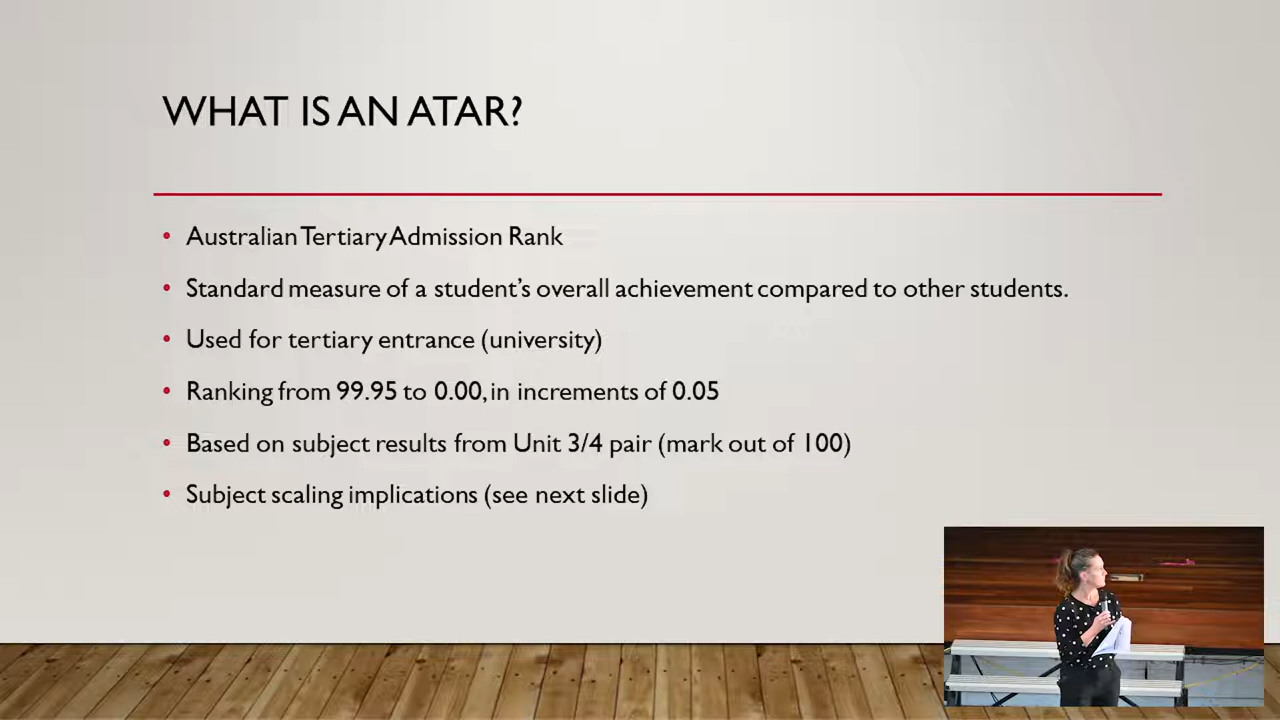 WHAT IS AN ATAR?
• Australian Tertiary Admission Rank
• Standard measure of a student’s overall achievement compared to other students.
• Used for tertiary entrance (university)
• Ranking from 99.95 to 0.00, in increments of 0.05
• Based on subject results from Unit 3/4 pair (mark out of 100)
• Subject scaling implications (see next slide)